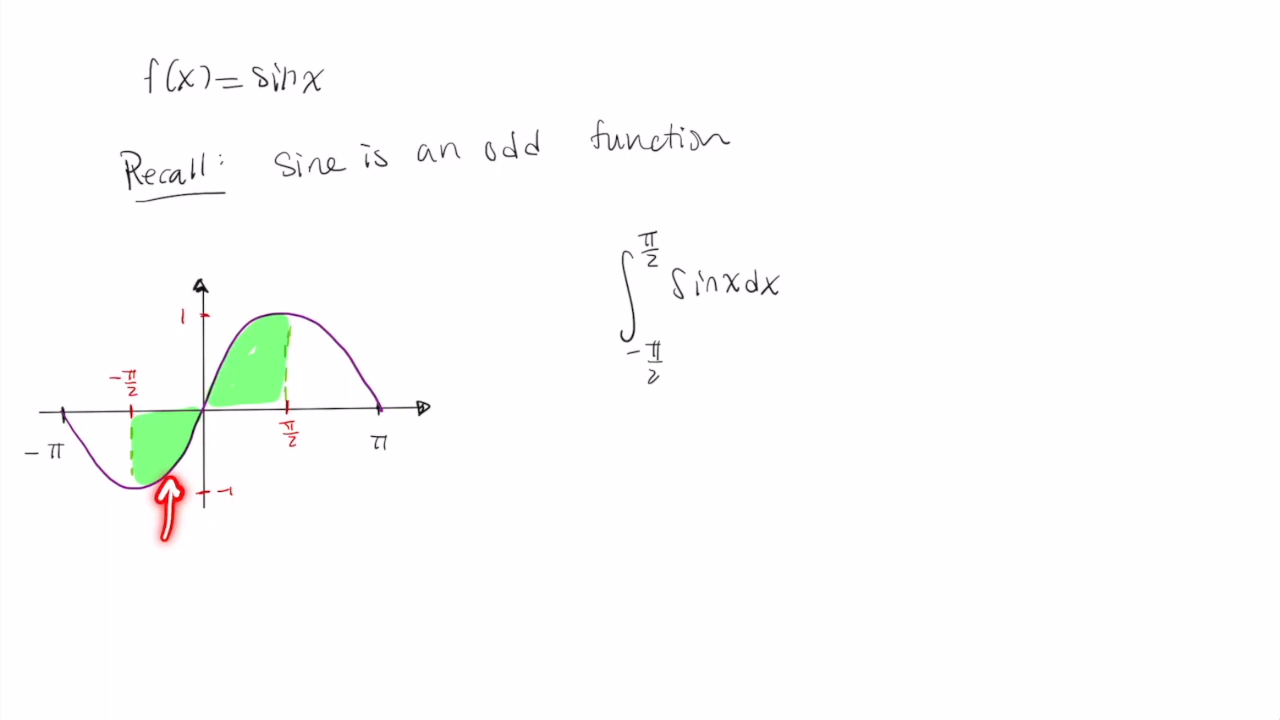 f(x) = sin x
Recall: Sine is an odd function
∫_{-π/2}^{π/2} sin x dx
1
-π/2
π/2
-π
π
-1